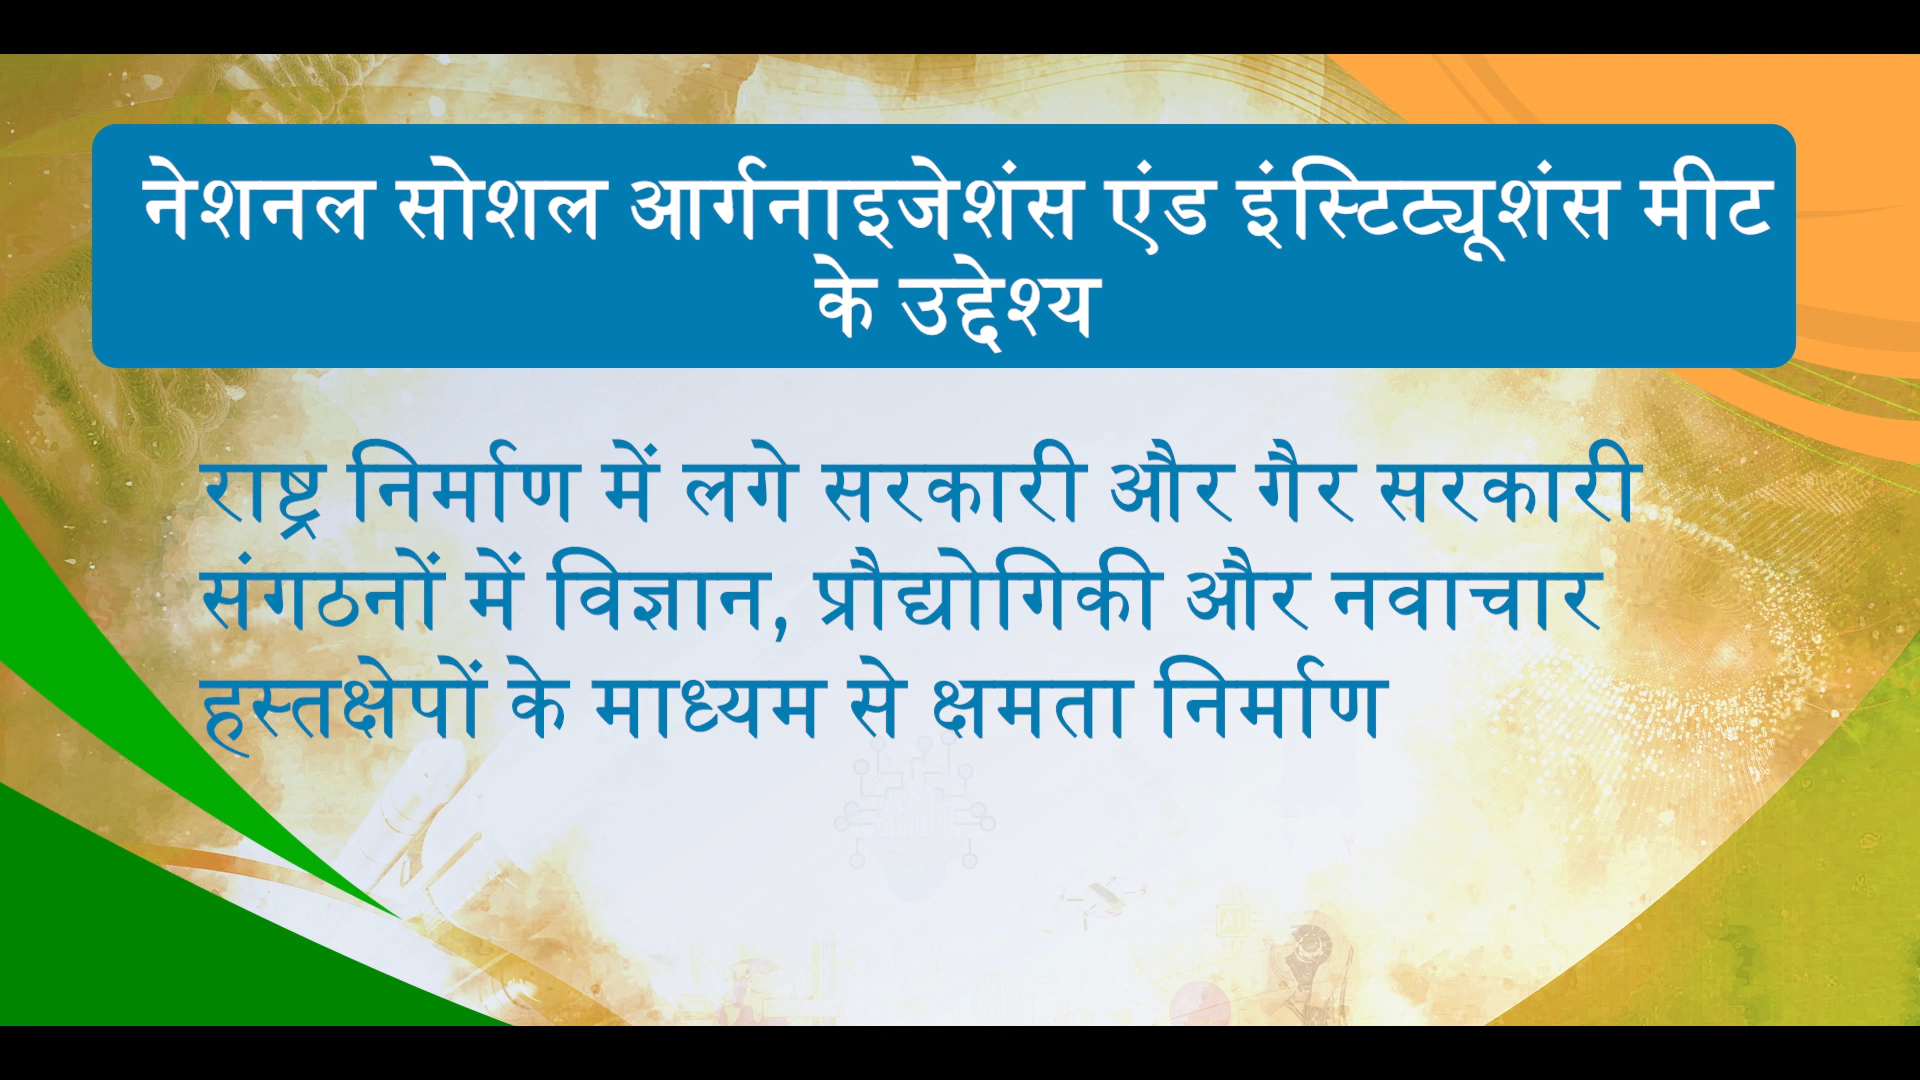 नेशनल सोशल आर्गनाइजेशंस एंड इंस्टिट्यूशंस मीट
के उद्देश्य
राष्ट्र निर्माण में लगे सरकारी और गैर सरकारी
संगठनों में विज्ञान, प्रौद्योगिकी और नवाचार
हस्तक्षेपों के माध्यम से क्षमता निर्माण